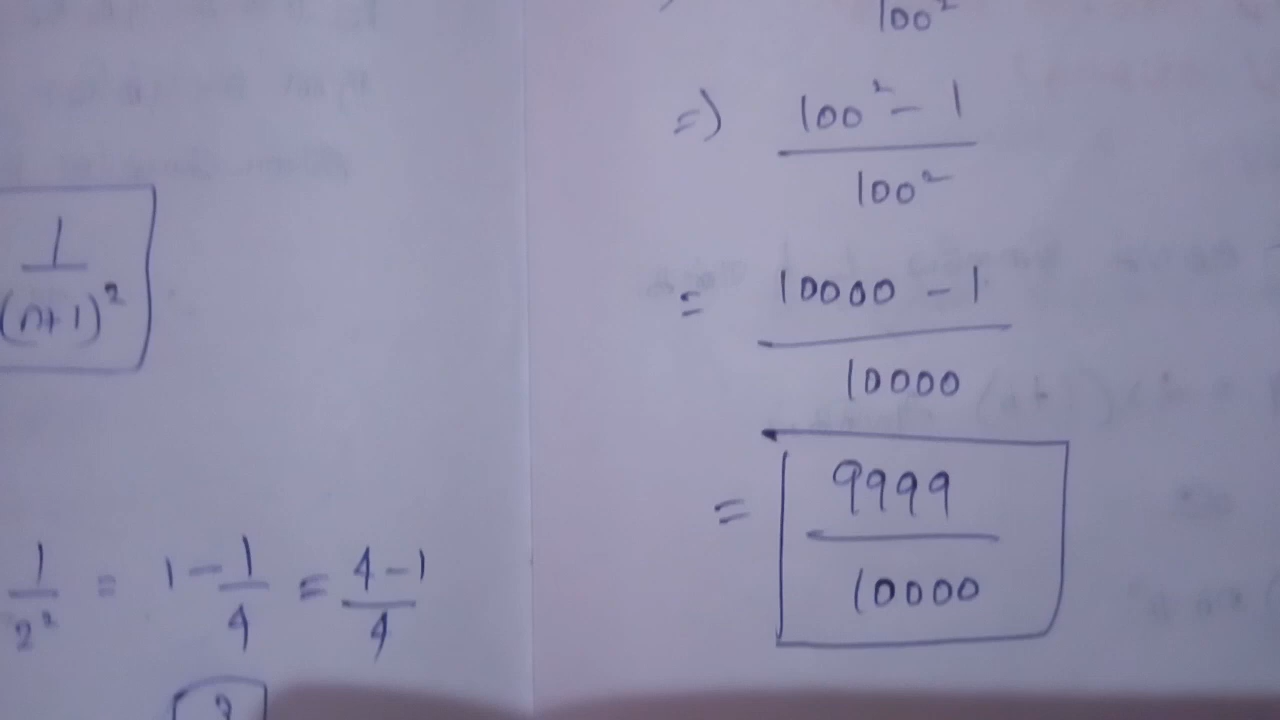 1/(n+1)²
1/2² = 1 - 1/4 = (4-1)/4
100²
=> (100² - 1)/100²
= (10000 - 1)/10000
= 9999/10000